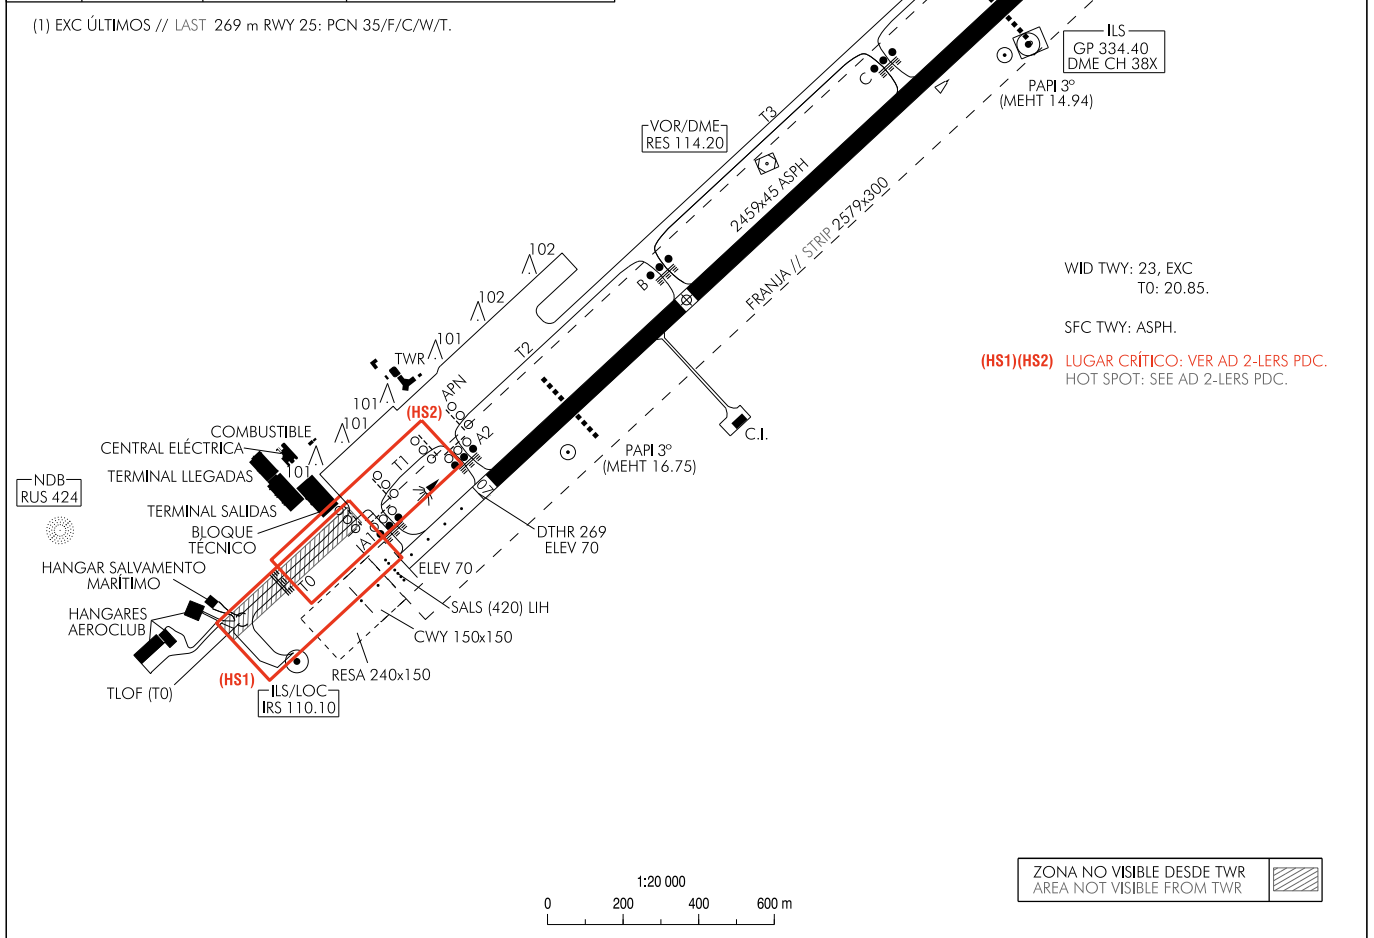 (1) EXC ÚLTIMOS // LAST 269 m RWY 25: PCN 35/F/C/W/T.
ILS
GP 334.40
DME CH 38X
PAPI 3º
(MEHT 14.94)
C
T3
VOR/DME
RES 114.20
2459x45 ASPH
FRANJA // STRIP 2579x300
WID TWY: 23, EXC
T0: 20.85.
SFC TWY: ASPH.
(HS1)(HS2) LUGAR CRÍTICO: VER AD 2-LERS PDC.
HOT SPOT: SEE AD 2-LERS PDC.
102
102
B
T2
101
TWR
APN
101
101
101
(HS2)
A2
C.I.
PAPI 3º
(MEHT 16.75)
COMBUSTIBLE
CENTRAL ELÉCTRICA
TERMINAL LLEGADAS
T1
07
NDB
RUS 424
TERMINAL SALIDAS
BLOQUE
TÉCNICO
A1
DTHR 269
ELEV 70
ELEV 70
HANGAR SALVAMENTO
MARÍTIMO
T0
SALS (420) LIH
HANGARES
AEROCLUB
CWY 150x150
RESA 240x150
(HS1)
TLOF (T0)
ILS/LOC
IRS 110.10
1:20 000
0 200 400 600 m
ZONA NO VISIBLE DESDE TWR
AREA NOT VISIBLE FROM TWR